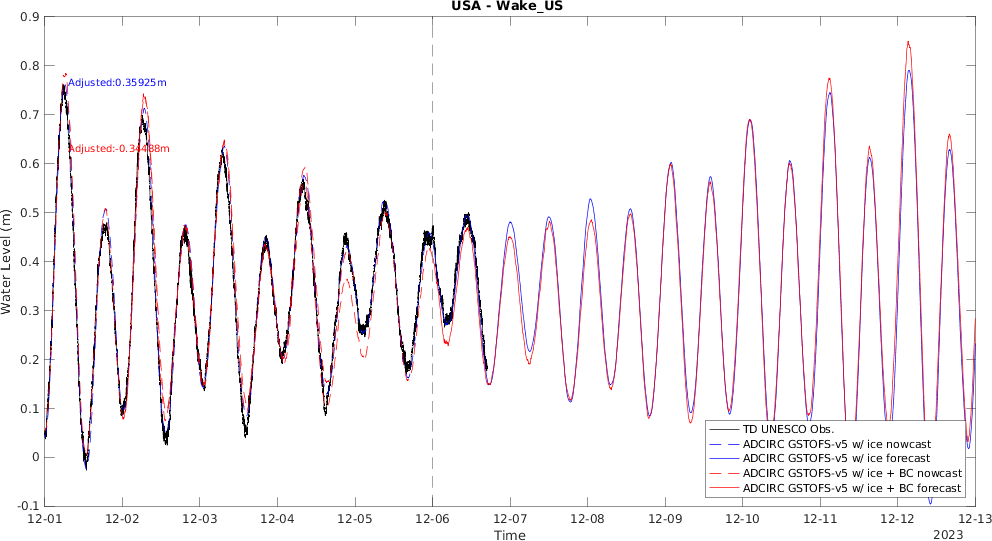 USA - Wake_US
0.9
0.8
0.7
0.6
0.5
0.4
0.3
0.2
0.1
0
-0.1
Water Level (m)
Adjusted:0.35925m
Adjusted:-0.34438m
TD UNESCO Obs.
ADCIRC GSTOFS-v5 w/ ice nowcast
ADCIRC GSTOFS-v5 w/ ice forecast
ADCIRC GSTOFS-v5 w/ ice + BC nowcast
ADCIRC GSTOFS-v5 w/ ice + BC forecast
12-01 12-02 12-03 12-04 12-05 12-06 12-07 12-08 12-09 12-10 12-11 12-12 12-13
Time
2023